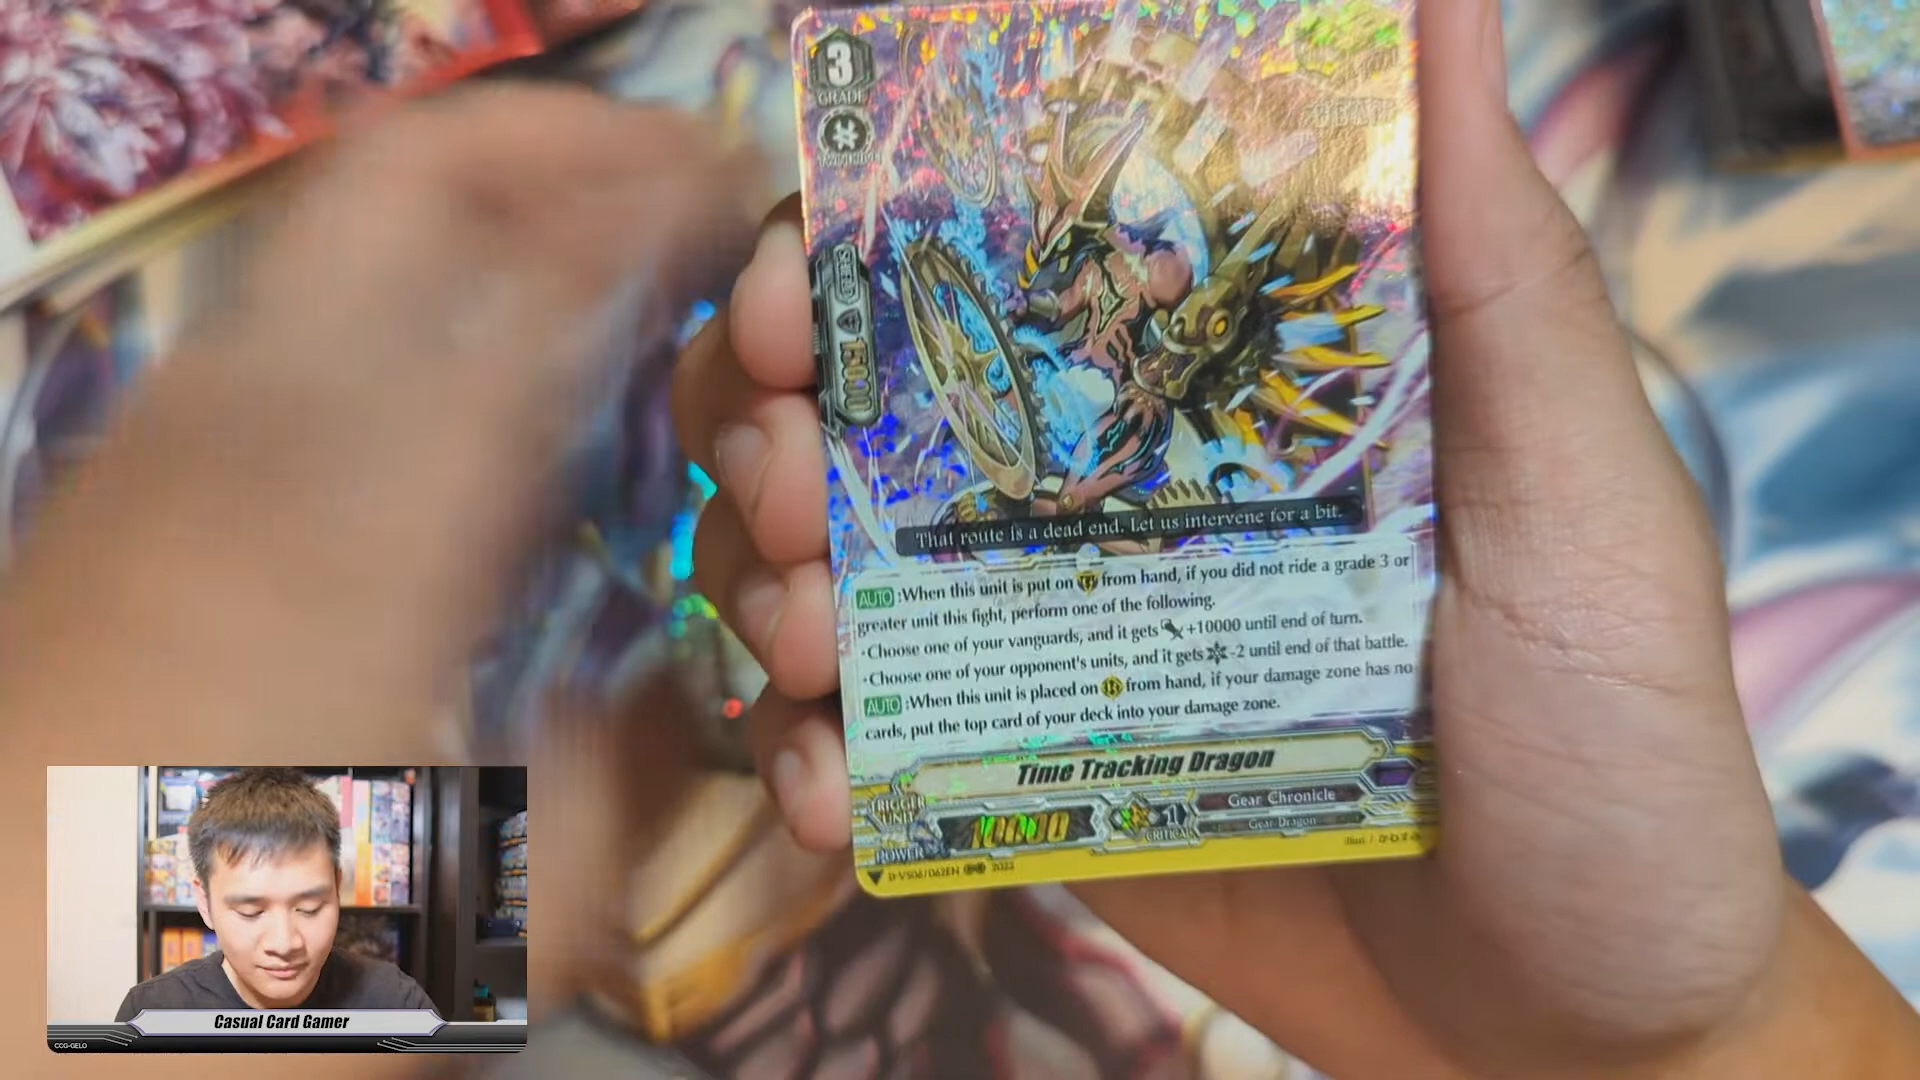 3
GRADE
SHIELD
15000
That route is a dead end. Let us intervene for a bit.
AUTO :When this unit is put on from hand, if you did not ride a grade 3 or
greater unit this fight, perform one of the following.
·Choose one of your vanguards, and it gets +10000 until end of turn.
·Choose one of your opponent's units, and it gets -2 until end of that battle.
AUTO :When this unit is placed on from hand, if your damage zone has no
cards, put the top card of your deck into your damage zone.
Time Tracking Dragon
TRIGGER
UNIT
POWER
10000
1
CRITICAL
Gear Chronicle
Gear Dragon
D-VS06/062EN 2023
Casual Card Gamer
CCG-GELO